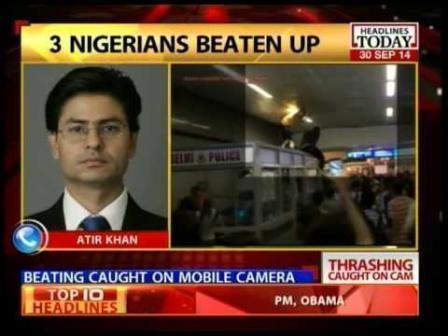 3 NIGERIANS BEATEN UP
HEADLINES
TODAY
30 SEP 14
DELHI POLICE
ATIR KHAN
BEATING CAUGHT ON MOBILE CAMERA
THRASHING
CAUGHT ON CAM
TOP 10
HEADLINES
PM, OBAMA